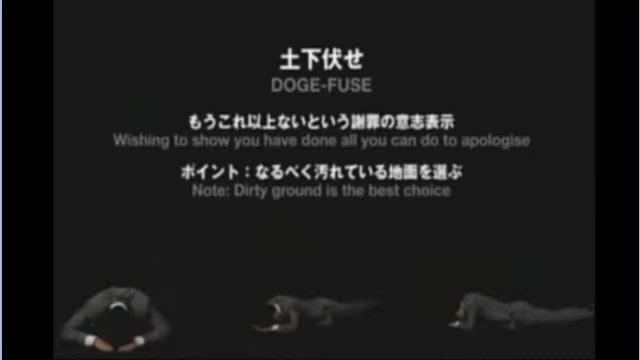 土下伏せ
DOGE-FUSE
もうこれ以上ないという謝罪の意志表示
Wishing to show you have done all you can do to apologise
ポイント：なるべく汚れている地面を選ぶ
Note: Dirty ground is the best choice